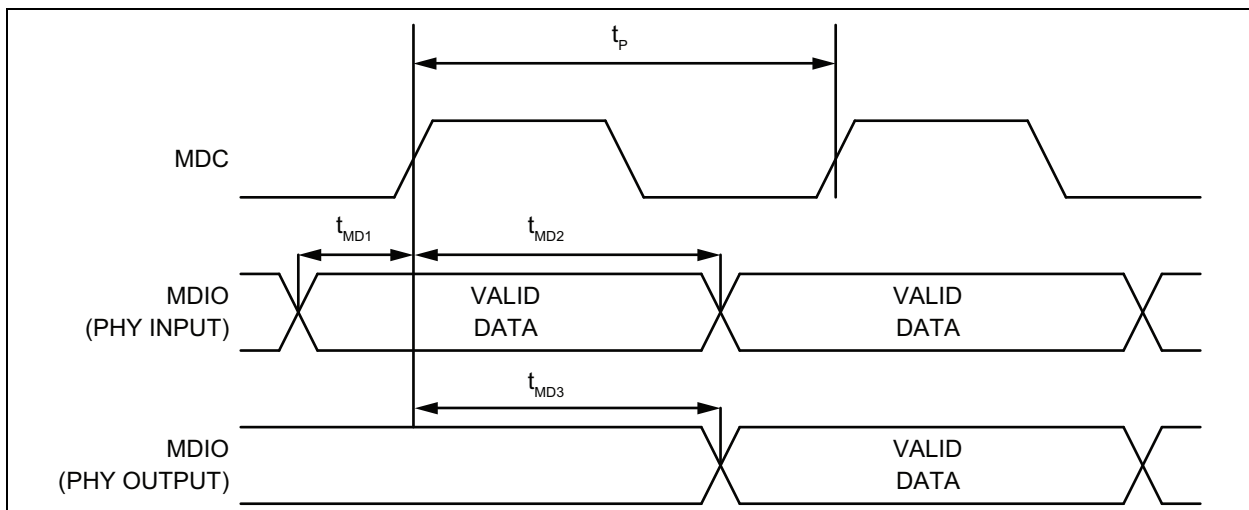 tP
MDC
tMD1
tMD2
MDIO
(PHY INPUT)
VALID
DATA
VALID
DATA
tMD3
MDIO
(PHY OUTPUT)
VALID
DATA